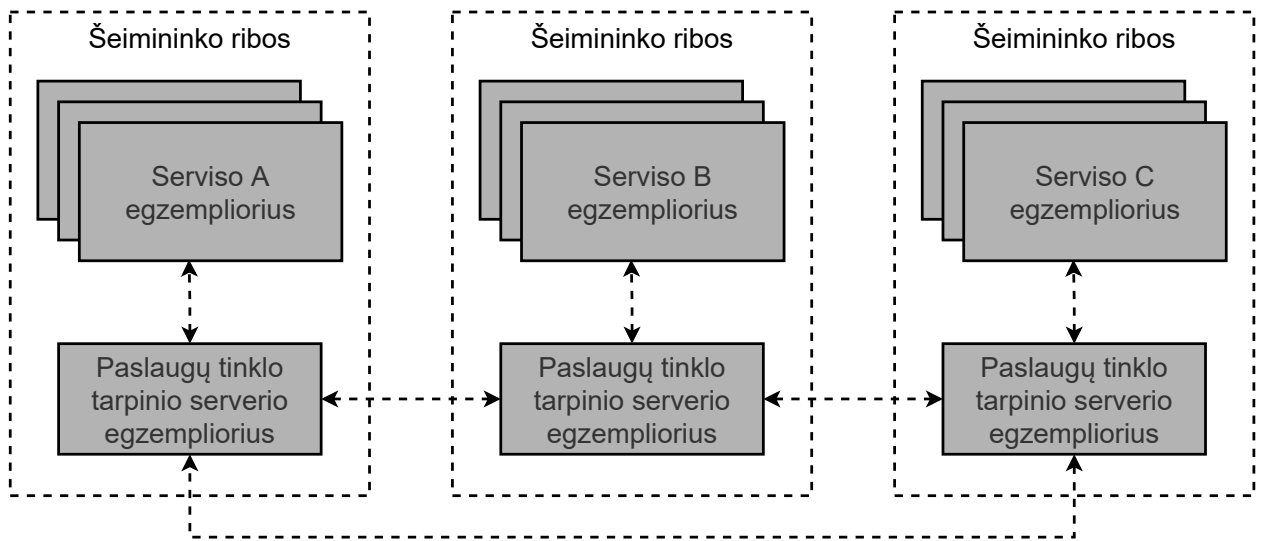 Šeimininko ribos
Serviso A
egzempliorius
Paslaugų tinklo
tarpinio serverio
egzempliorius
Šeimininko ribos
Serviso B
egzempliorius
Paslaugų tinklo
tarpinio serverio
egzempliorius
Šeimininko ribos
Serviso C
egzempliorius
Paslaugų tinklo
tarpinio serverio
egzempliorius